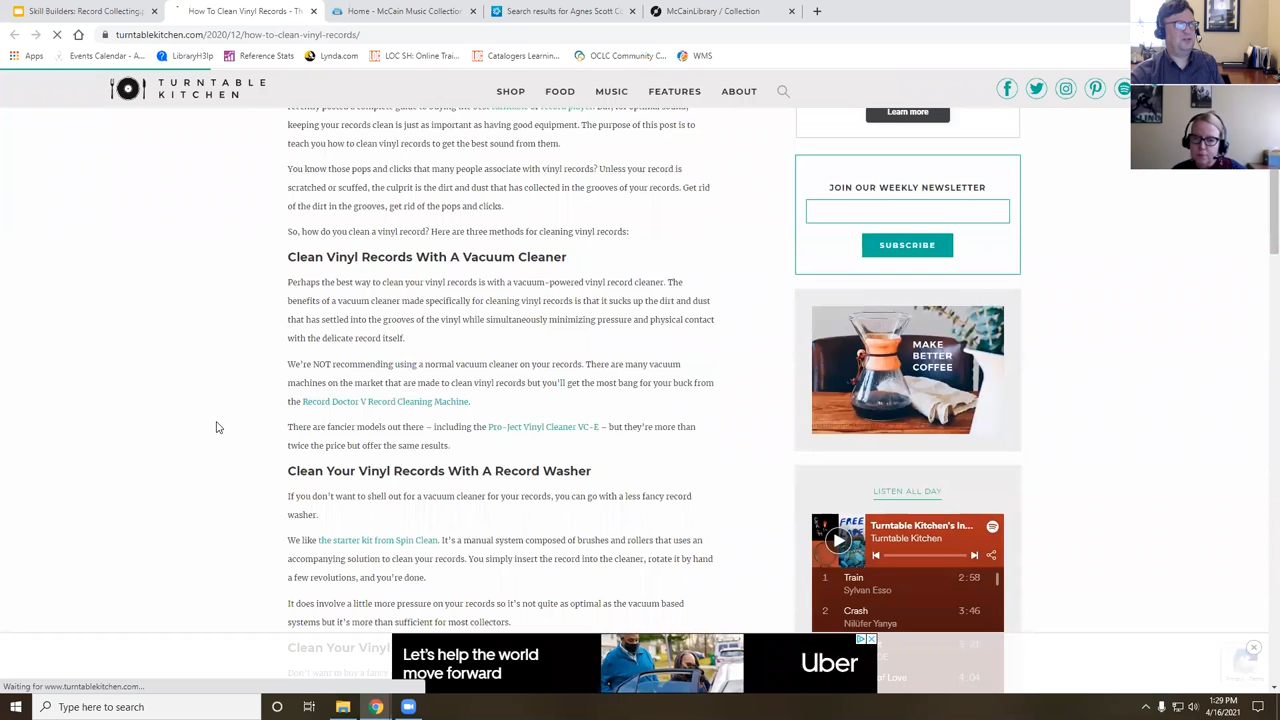 Skill Builders: Record Collecting
How To Clean Vinyl Records - Th
Home - McCain Music Collection
Search results for Agnes Scott C
McCainLibrary / Collection
turntablekitchen.com/2020/12/how-to-clean-vinyl-records/
Apps
Events Calendar - A...
LibraryH3lp
Reference Stats
Lynda.com
LOC SH: Online Trai...
Catalogers Learnin...
OCLC Community C...
WMS
TURNTABLE
KITCHEN
SHOP FOOD MUSIC FEATURES ABOUT
keeping your records clean is just as important as having good equipment. The purpose of this post is to
teach you how to clean vinyl records to get the best sound from them.
You know those pops and clicks that many people associate with vinyl records? Unless your record is
scratched or scuffed, the culprit is the dirt and dust that has collected in the grooves of your records. Get rid
of the dirt in the grooves, get rid of the pops and clicks.
So, how do you clean a vinyl record? Here are three methods for cleaning vinyl records:
Clean Vinyl Records With A Vacuum Cleaner
Perhaps the best way to clean your vinyl records is with a vacuum-powered vinyl record cleaner. The
benefits of a vacuum cleaner made specifically for cleaning vinyl records is that it sucks up the dirt and dust
that has settled into the grooves of the vinyl while simultaneously minimizing pressure and physical contact
with the delicate record itself.
We're NOT recommending using a normal vacuum cleaner on your records. There are many vacuum
machines on the market that are made to clean vinyl records but you'll get the most bang for your buck from
the Record Doctor V Record Cleaning Machine.
There are fancier models out there – including the Pro-Ject Vinyl Cleaner VC-E – but they're more than
twice the price but offer the same results.
Clean Your Vinyl Records With A Record Washer
If you don't want to shell out for a vacuum cleaner for your records, you can go with a less fancy record
washer.
We like the starter kit from Spin Clean. It's a manual system composed of brushes and rollers that uses an
accompanying solution to clean your records. You simply insert the record into the cleaner, rotate it by hand
a few revolutions, and you're done.
It does involve a little more pressure on your records so it's not quite as optimal as the vacuum based
systems but it's more than sufficient for most collectors.
Clean Your Vinyl
Don't want to buy a fance
Learn more
JOIN OUR WEEKLY NEWSLETTER
SUBSCRIBE
MAKE
BETTER
COFFEE
LISTEN ALL DAY
FREE
Turntable Kitchen's In...
Turntable Kitchen
1 Train 2:58
Sylvan Esso
2 Crash 3:46
Nilüfer Yanya
of Love 4:04
Let's help the world
move forward
Uber
Waiting for www.turntablekitchen.com...
Type here to search
1:29 PM
4/16/2021